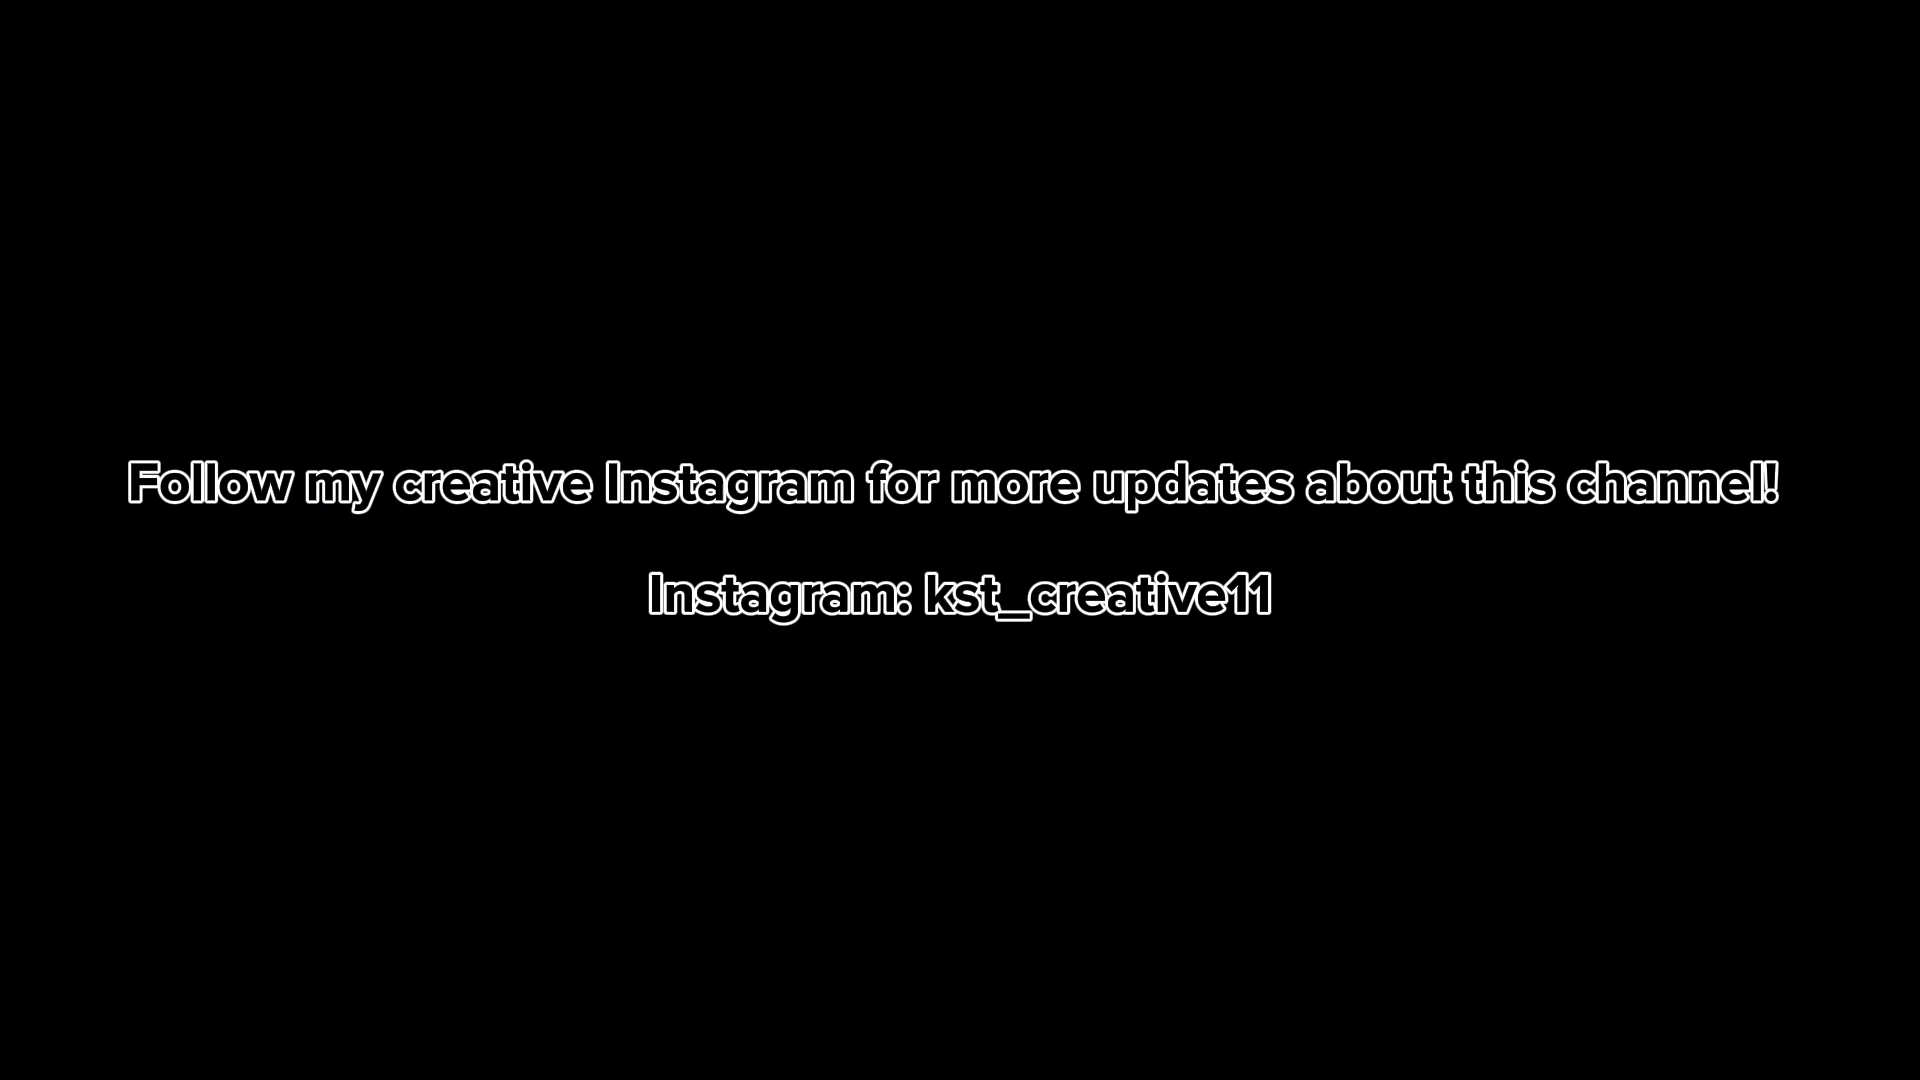 Follow my creative Instagram for more updates about this channel!
Instagram: kst_creative11